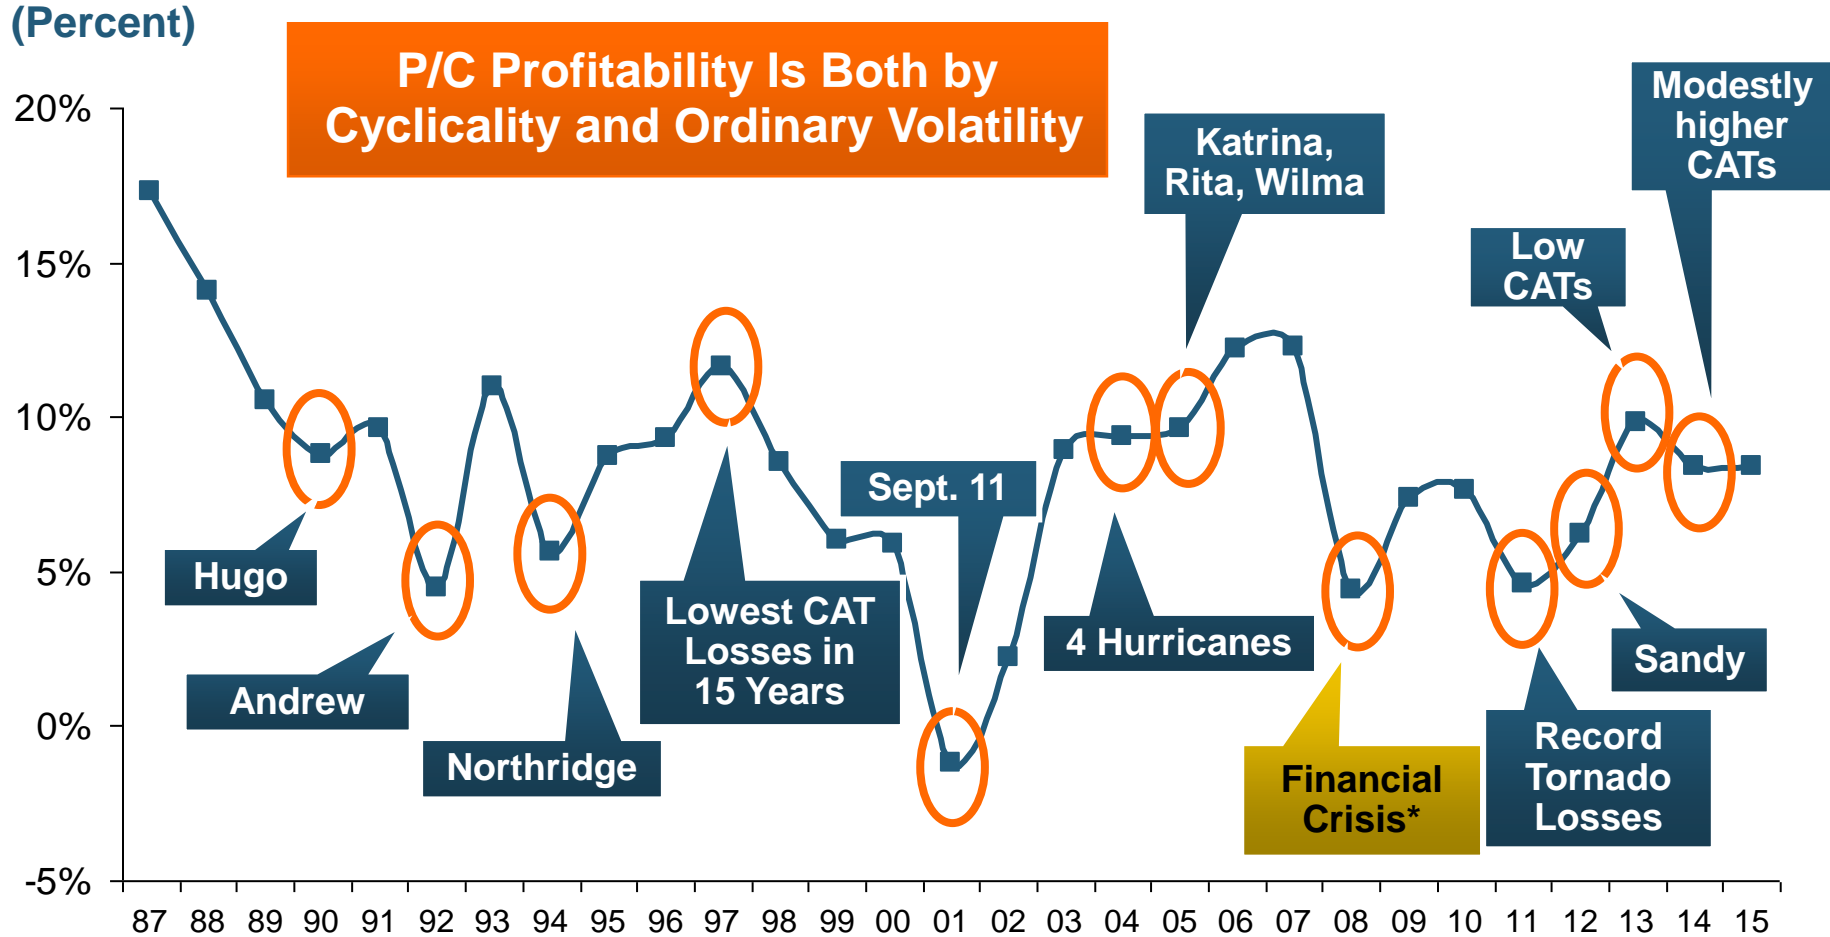 (Percent)
P/C Profitability Is Both by
Cyclicality and Ordinary Volatility
Modestly
higher
CATs
Katrina,
Rita, Wilma
Low
CATs
Sept. 11
Hugo
Lowest CAT
Losses in
15 Years
4 Hurricanes
Sandy
Andrew
Northridge
Financial
Crisis*
Record
Tornado
Losses
20%
15%
10%
5%
0%
-5%
87 88 89 90 91 92 93 94 95 96 97 98 99 00 01 02 03 04 05 06 07 08 09 10 11 12 13 14 15